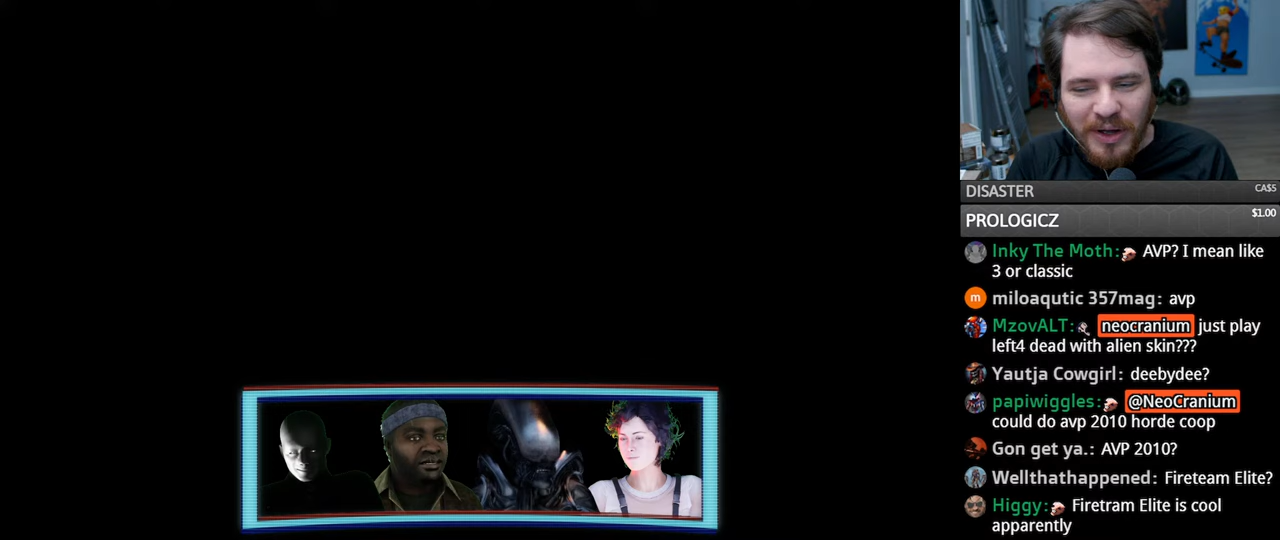 DISASTER
CA$5
PROLOGICZ
$1.00
Inky The Moth: AVP? I mean like
3 or classic
m miloaqutic 357mag: avp
MzovALT: neocranium just play
left4 dead with alien skin???
Yautja Cowgirl: deebydee?
papiwiggles: @NeoCranium
could do avp 2010 horde coop
Gon get ya.: AVP 2010?
Wellthathappened: Fireteam Elite?
Higgy: Firetram Elite is cool
apparently